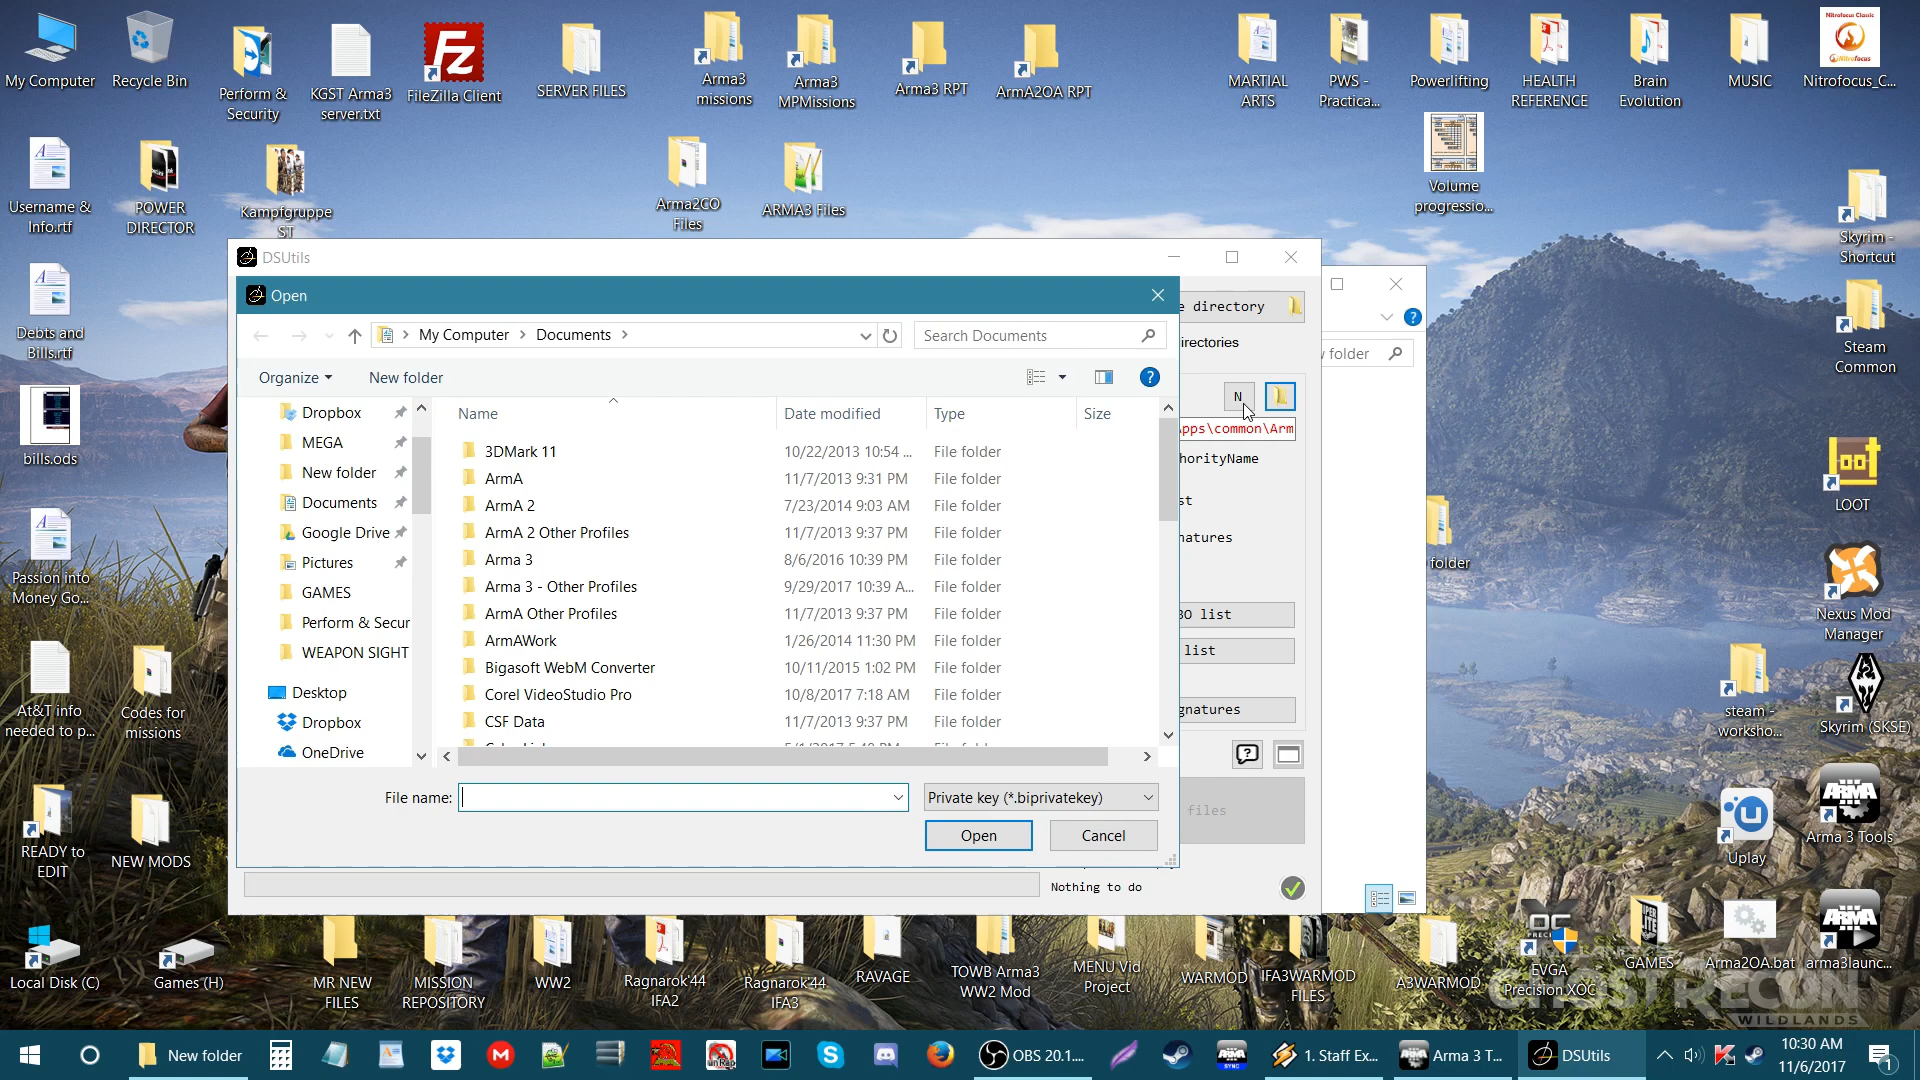 My Computer
Recycle Bin
Perform &
Security
KGST Arma3
server.txt
FileZilla Client
SERVER FILES
Arma3
missions
Arma3
MPMissions
Arma3 RPT
ArmA2OA RPT
MARTIAL
ARTS
PWS -
Practica...
Powerlifting
HEALTH
REFERENCE
Brain
Evolution
MUSIC
Nitrofocus Classic
Nitrofocus
Nitrofocus_C...
Username &
Info.rtf
POWER
DIRECTOR
Kampfgruppe
ST
Arma2CO
Files
ARMA3 Files
Volume
progressio...
Skyrim -
Shortcut
Debts and
Bills.rtf
Steam
Common
bills.ods
LOOT
Passion into
Money Go...
Nexus Mod
Manager
At&T info
needed to p...
Codes for
missions
steam -
worksho...
Skyrim (SKSE)
READY to
EDIT
NEW MODS
Uplay
Arma 3 Tools
DSUtils
Open
My Computer
Documents
Search Documents
Organize
New folder
Name
Date modified
Type
Size
Dropbox
MEGA
New folder
Documents
Google Drive
Pictures
GAMES
Perform & Secur
WEAPON SIGHT
Desktop
Dropbox
OneDrive
3DMark 11 10/22/2013 10:54 ... File folder
ArmA 11/7/2013 9:31 PM File folder
ArmA 2 7/23/2014 9:03 AM File folder
ArmA 2 Other Profiles 11/7/2013 9:37 PM File folder
Arma 3 8/6/2016 10:39 PM File folder
Arma 3 - Other Profiles 9/29/2017 10:39 A... File folder
ArmA Other Profiles 11/7/2013 9:37 PM File folder
ArmAWork 1/26/2014 11:30 PM File folder
Bigasoft WebM Converter 10/11/2015 1:02 PM File folder
Corel VideoStudio Pro 10/8/2017 7:18 AM File folder
CSF Data 11/7/2013 9:37 PM File folder
File name:
Private key (*.biprivatekey)
Open
Cancel
e directory
irectories
N
pps\common\Arm
horityName
st
natures
BO list
list
gnatures
files
Nothing to do
v folder
folder
Local Disk (C)
Games (H)
MR NEW
FILES
MISSION
REPOSITORY
WW2
Ragnarok'44
IFA2
Ragnarok'44
IFA3
RAVAGE
TOWB Arma3
WW2 Mod
MENU Vid
Project
WARMOD
IFA3WARMOD
FILES
A3WARMOD
EVGA
Precision XOC
GAMES
Arma2OA.bat
arma3launc...
GHOST RECON
WILDLANDS
New folder
OBS 20.1....
1. Staff Ex...
Arma 3 T...
DSUtils
10:30 AM
11/6/2017
1